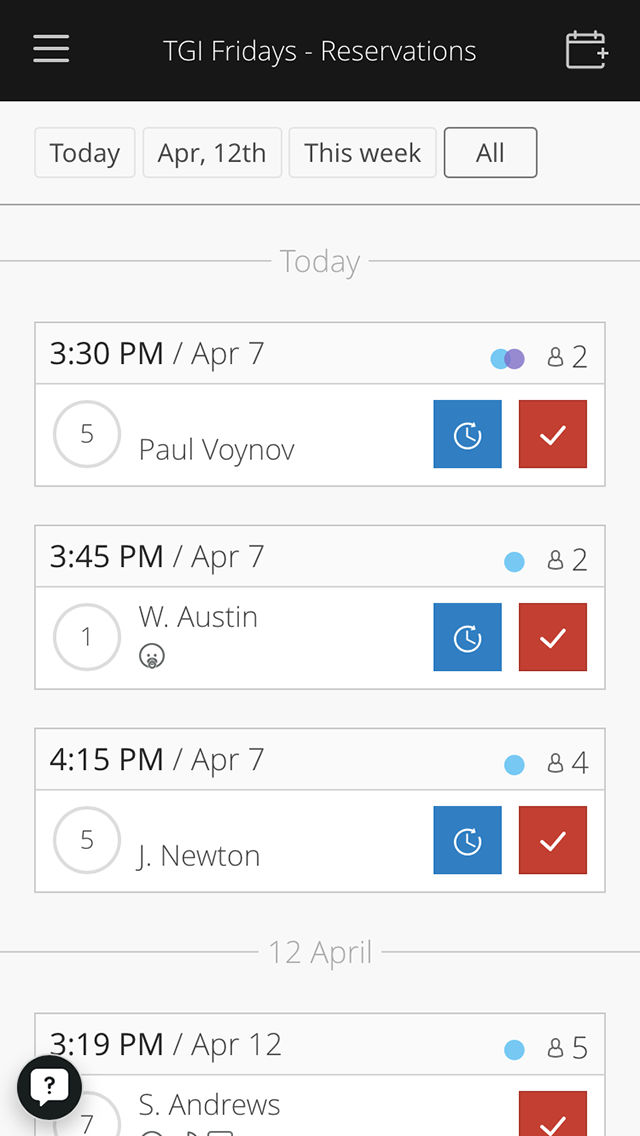 TGI Fridays - Reservations
Today
Apr, 12th
This week
All
Today
3:30 PM / Apr 7
2
5
Paul Voynov
3:45 PM / Apr 7
2
1
W. Austin
4:15 PM / Apr 7
4
5
J. Newton
12 April
3:19 PM / Apr 12
5
?
7
S. Andrews